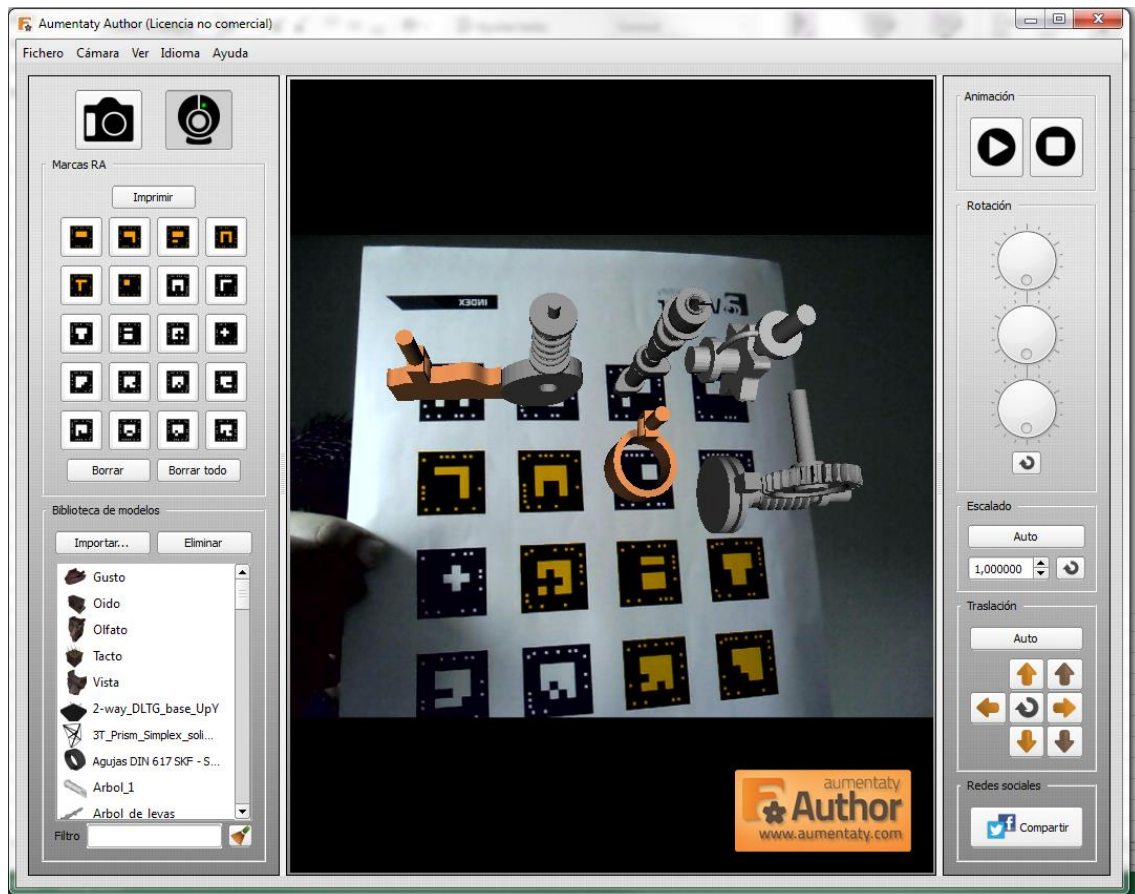 Aumentaty Author (Licencia no comercial)
Fichero Cámara Ver Idioma Ayuda
Marcas RA
Imprimir
Borrar Borrar todo
Biblioteca de modelos
Importar... Eliminar
Gusto
Oido
Olfato
Tacto
Vista
2-way_DLTG_base_UpY
3T_Prism_Simplex_soli...
Agujas DIN 617 SKF - S...
Arbol_1
Arbol de levas
Filtro
INDEX
aumentaty
Author
www.aumentaty.com
Animación
Rotación
Escalado
Auto
1,000000
Traslación
Auto
Redes sociales
Compartir